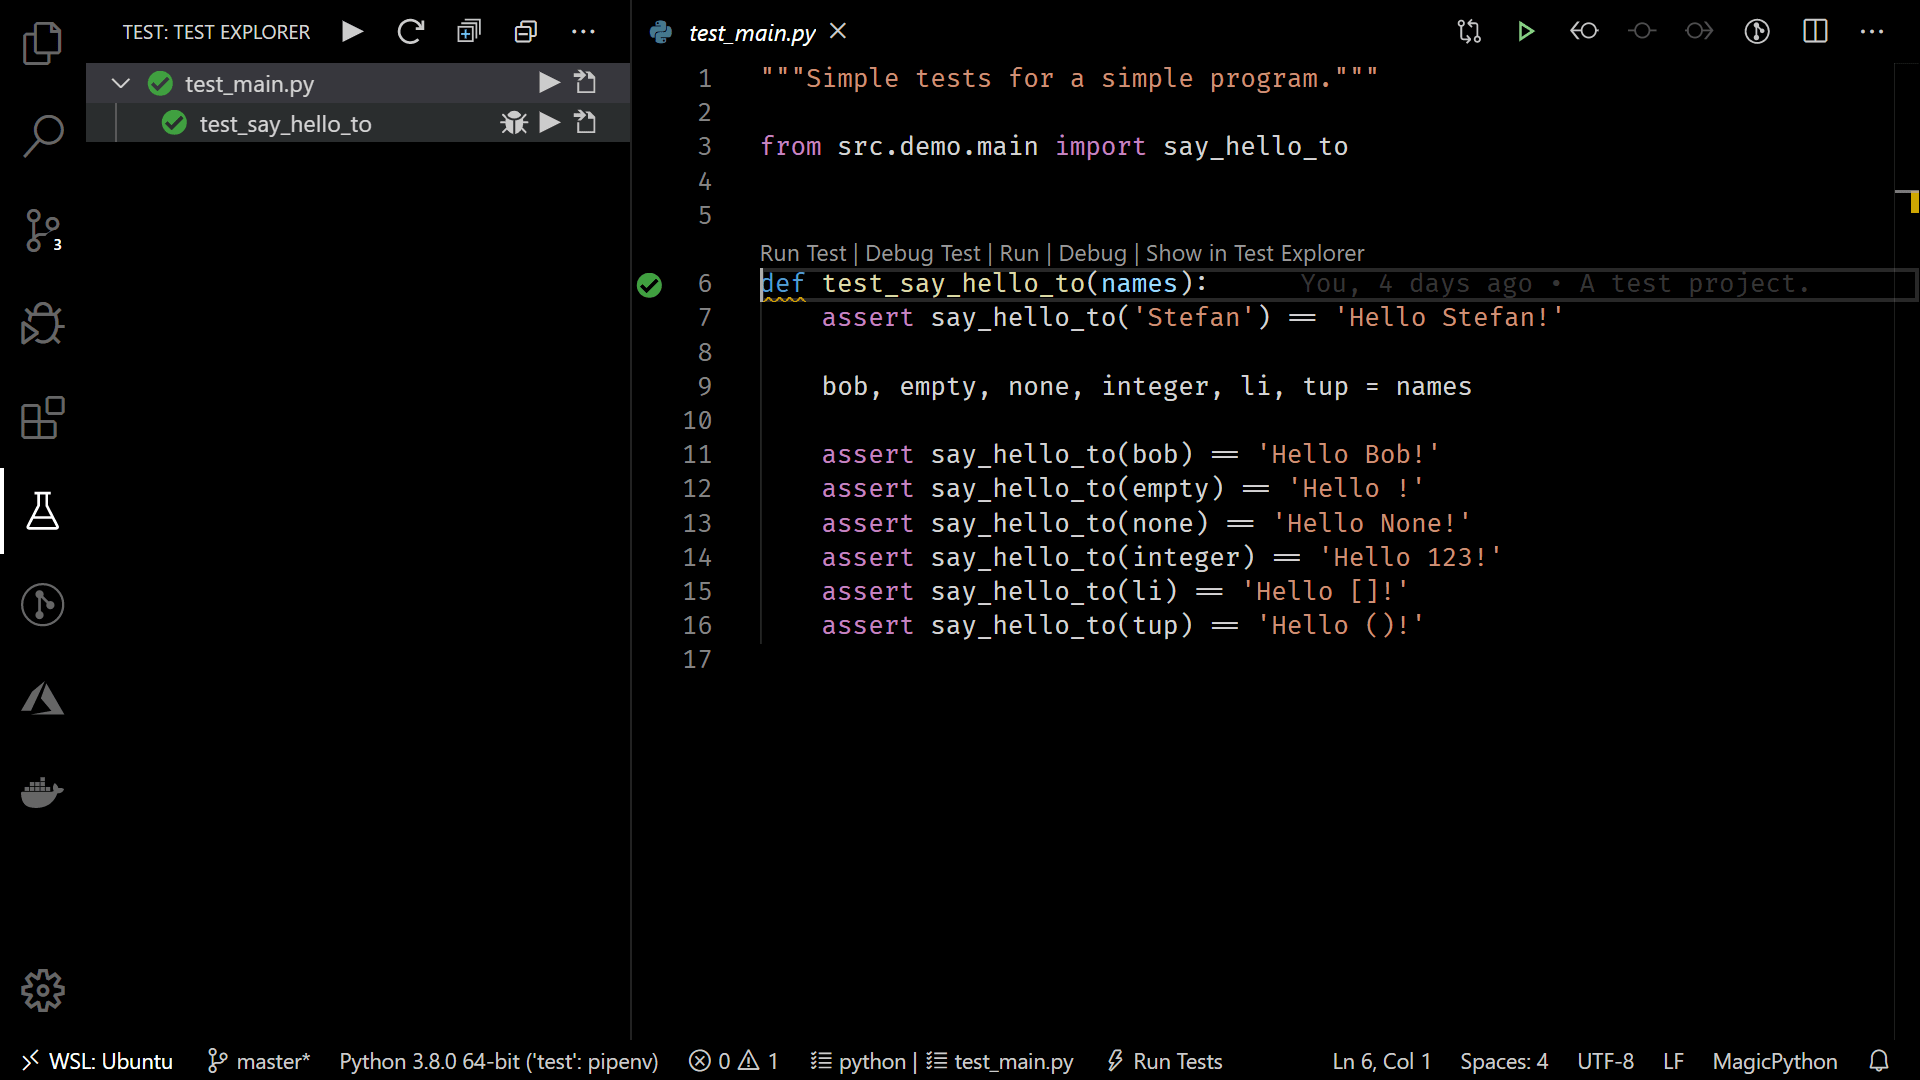 TEST: TEST EXPLORER
test_main.py
test_say_hello_to
3
test_main.py
1 """Simple tests for a simple program."""
2
3 from src.demo.main import say_hello_to
4
5
Run Test | Debug Test | Run | Debug | Show in Test Explorer
6 def test_say_hello_to(names): You, 4 days ago • A test project.
7 assert say_hello_to('Stefan') == 'Hello Stefan!'
8
9 bob, empty, none, integer, li, tup = names
10
11 assert say_hello_to(bob) == 'Hello Bob!'
12 assert say_hello_to(empty) == 'Hello !'
13 assert say_hello_to(none) == 'Hello None!'
14 assert say_hello_to(integer) == 'Hello 123!'
15 assert say_hello_to(li) == 'Hello []!'
16 assert say_hello_to(tup) == 'Hello ()!'
17
WSL: Ubuntu master* Python 3.8.0 64-bit ('test': pipenv) 0 1 python | test_main.py Run Tests Ln 6, Col 1 Spaces: 4 UTF-8 LF MagicPython